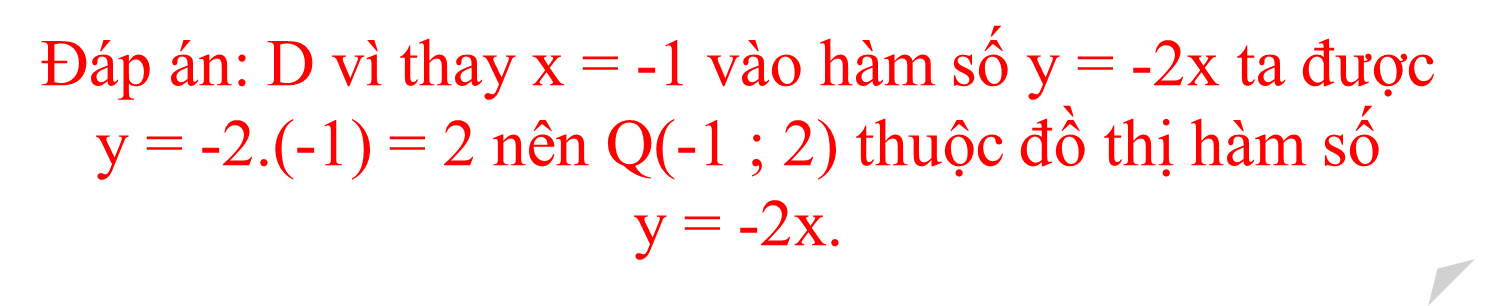 Đáp án: D vì thay x = -1 vào hàm số y = -2x ta được
y = -2.(-1) = 2 nên Q(-1 ; 2) thuộc đồ thị hàm số
y = -2x.